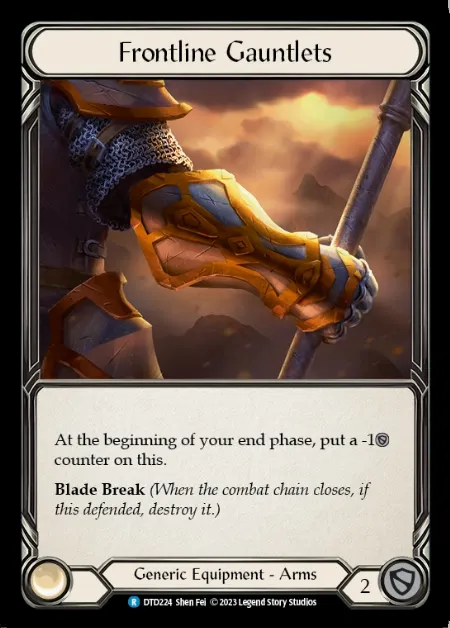 Frontline Gauntlets
At the beginning of your end phase, put a -1
counter on this.
Blade Break (When the combat chain closes, if
this defended, destroy it.)
Generic Equipment - Arms
2
R DTD224 Shen Fei © 2023 Legend Story Studios